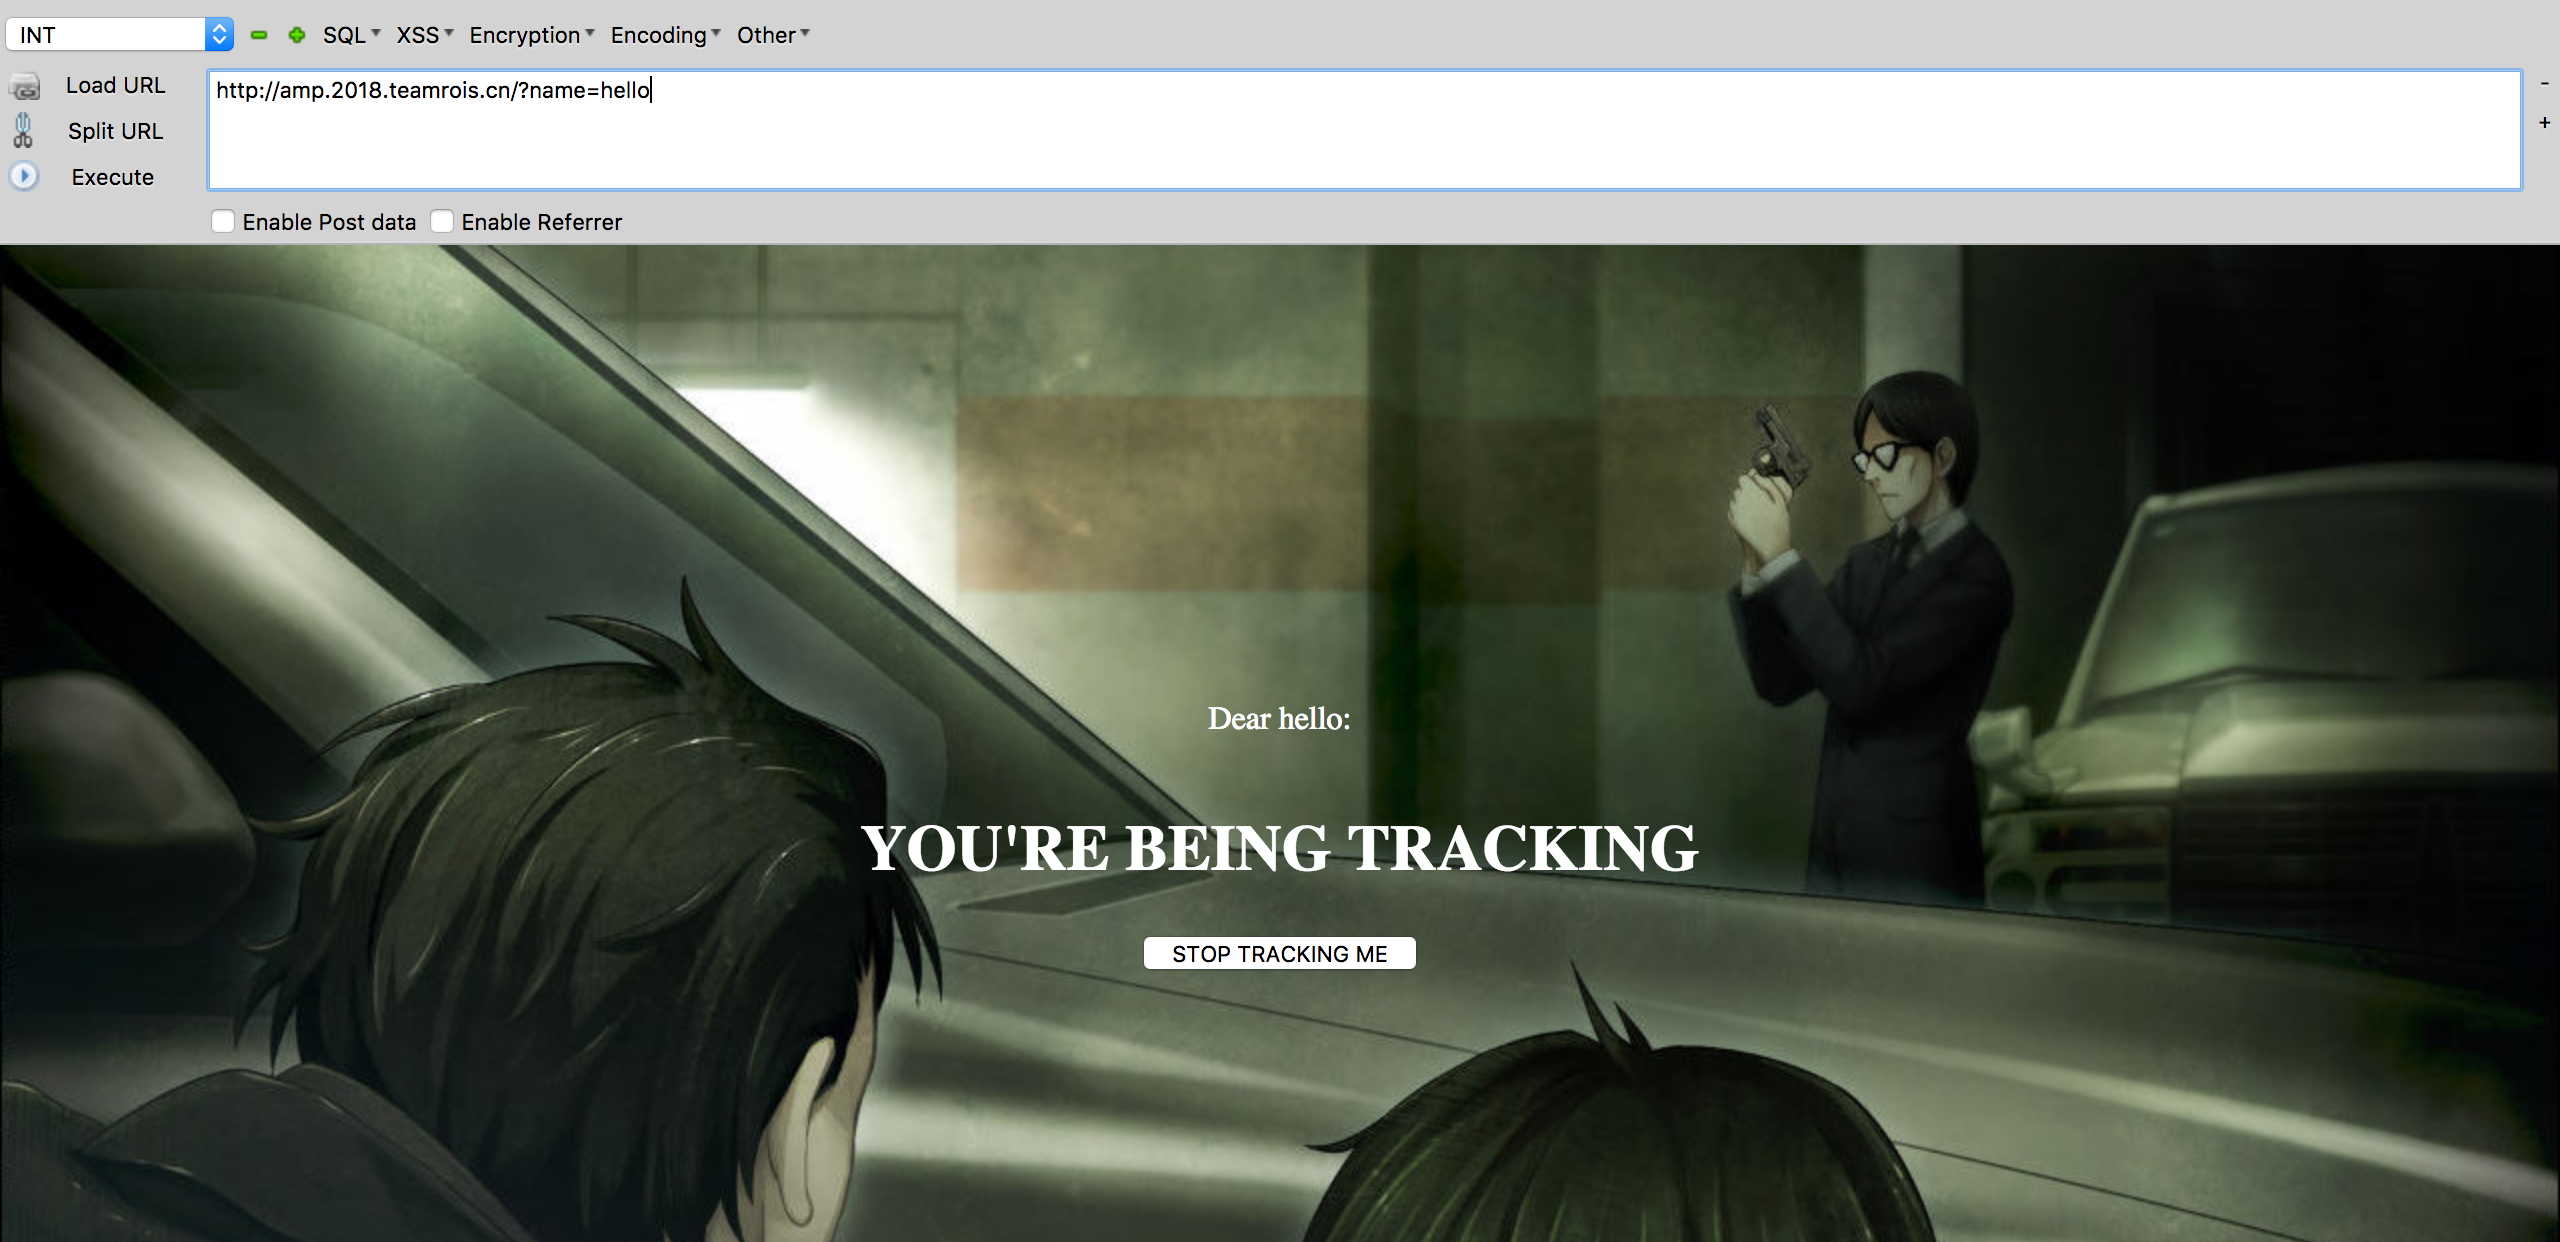 INT SQL XSS Encryption Encoding Other
Load URL
http://amp.2018.teamrois.cn/?name=hello
-
Split URL
+
Execute
Enable Post data Enable Referrer
Dear hello:
YOU'RE BEING TRACKING
STOP TRACKING ME